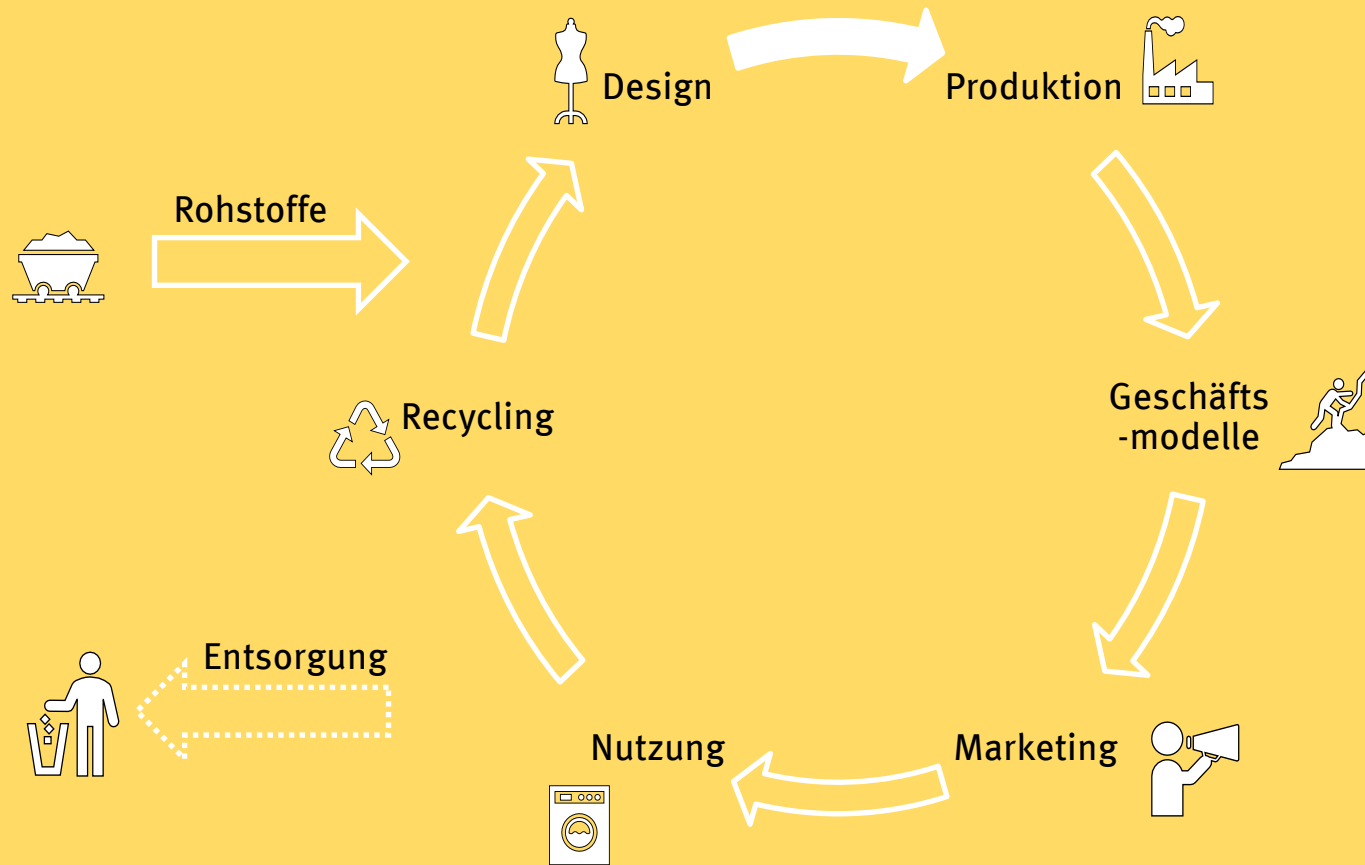 Design
Produktion
Rohstoffe
Geschäfts
-modelle
Recycling
Entsorgung
Nutzung
Marketing